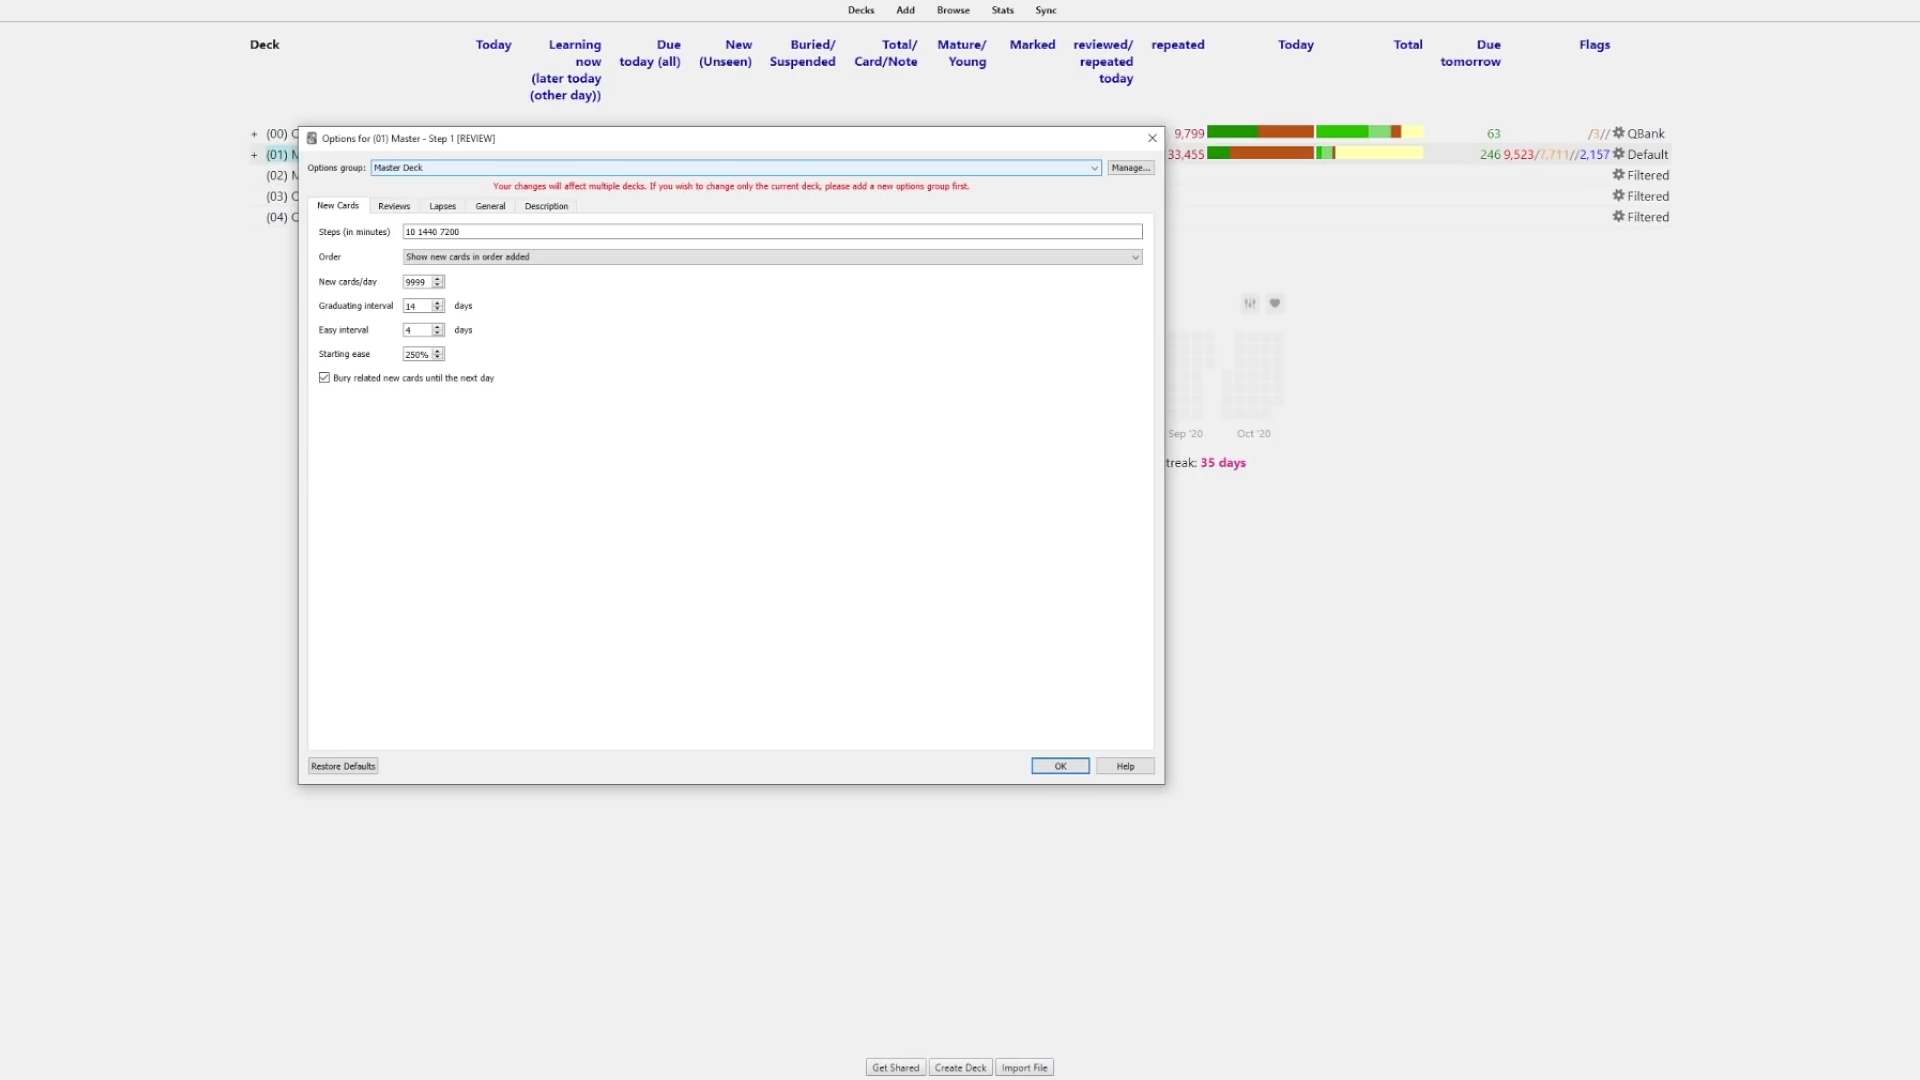 Decks Add Browse Stats Sync
Deck Today Learning now (later today (other day)) Due today (all) New (Unseen) Buried/ Suspended Total/ Card/Note Mature/ Young Marked reviewed/ repeated today repeated Today Total Due tomorrow Flags
+ (00) 9,799 63 /3// QBank
+ (01) 33,455 246 9,523/7,711//2,157 Default
(02) Filtered
(03) Filtered
(04) Filtered
Options for (01) Master - Step 1 [REVIEW]
Options group: Master Deck Manage...
Your changes will affect multiple decks. If you wish to change only the current deck, please add a new options group first.
New Cards Reviews Lapses General Description
Steps (in minutes) 10 1440 7200
Order Show new cards in order added
New cards/day 9999
Graduating interval 14 days
Easy interval 4 days
Starting ease 250%
Bury related new cards until the next day
Sep '20 Oct '20
treak: 35 days
Restore Defaults OK Help
Get Shared Create Deck Import File